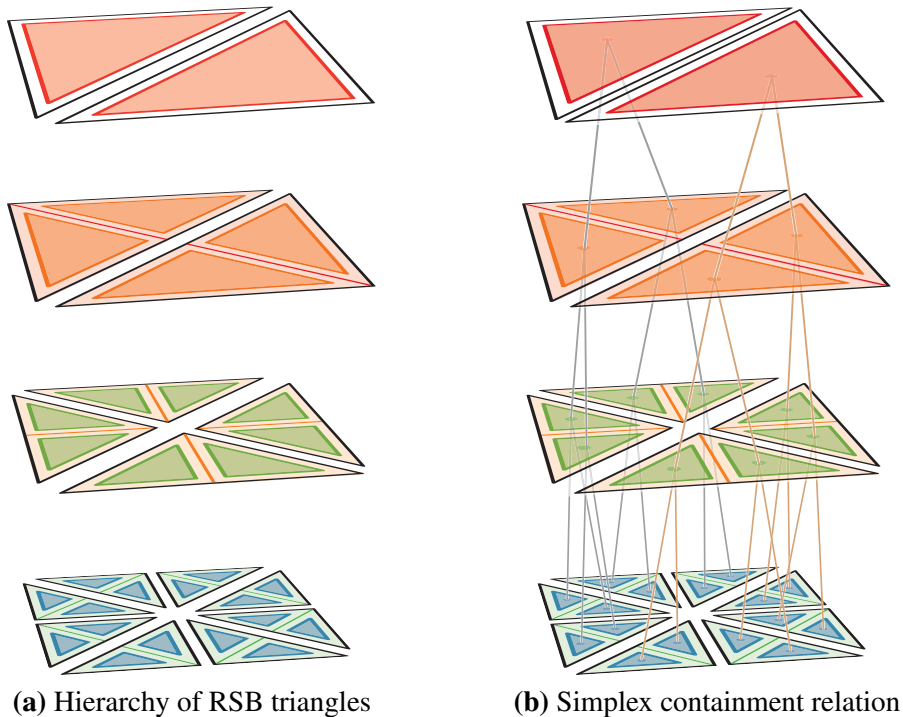 (a) Hierarchy of RSB triangles
(b) Simplex containment relation